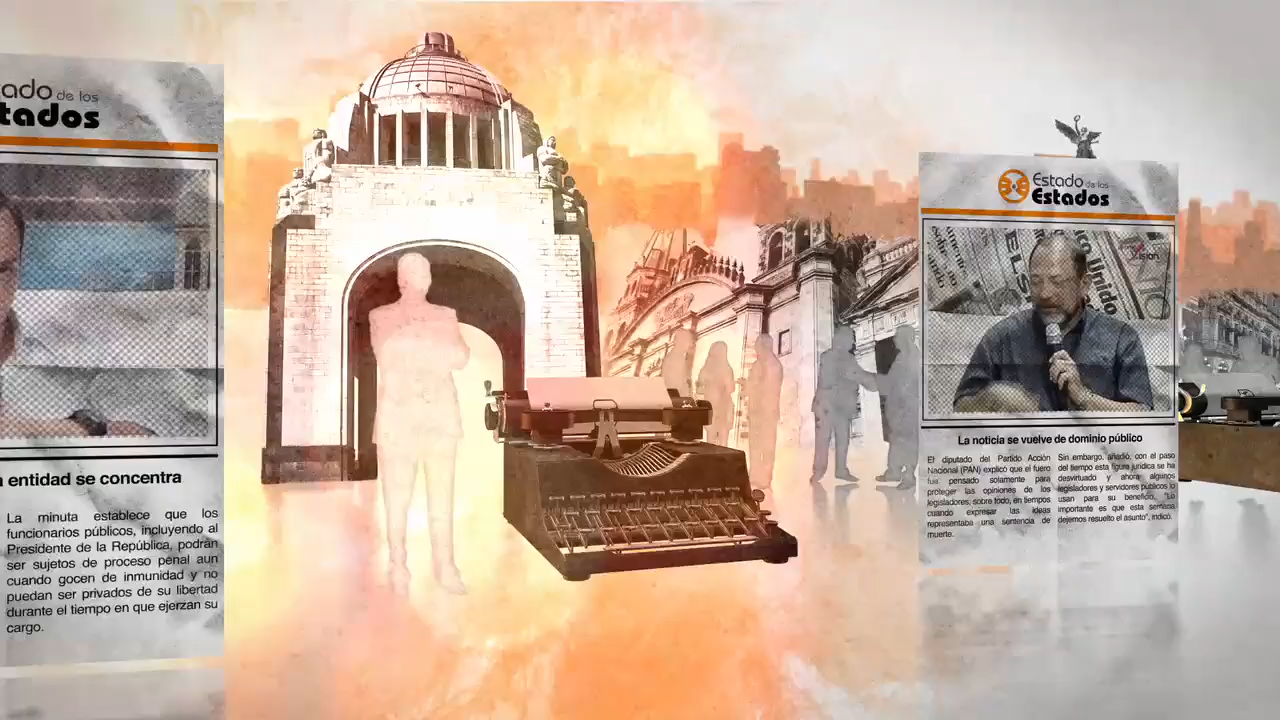 ado de los
tados
entidad se concentra
La minuta establece que los
funcionarios públicos, incluyendo al
Presidente de la República, podrán
ser sujetos de proceso penal aun
cuando gocen de inmunidad y no
puedan ser privados de su libertad
durante el tiempo en que ejerzan su
cargo.
Estado de los
Estados
La noticia se vuelve de dominio público
El diputado del Partido Acción
Nacional (PAN) explicó que el fuero
fue pensado solamente para
proteger las opiniones de los
legisladores, sobre todo, en tiempos
cuando expresar las ideas
representaba una sentencia de
muerte.
Sin embargo, añadió, con el paso
del tiempo esta figura jurídica se ha
desvirtuado y ahora algunos
legisladores y servidores públicos lo
usan para su beneficio. "Lo
importante es que esta semana
dejemos resuelto el asunto", indicó.